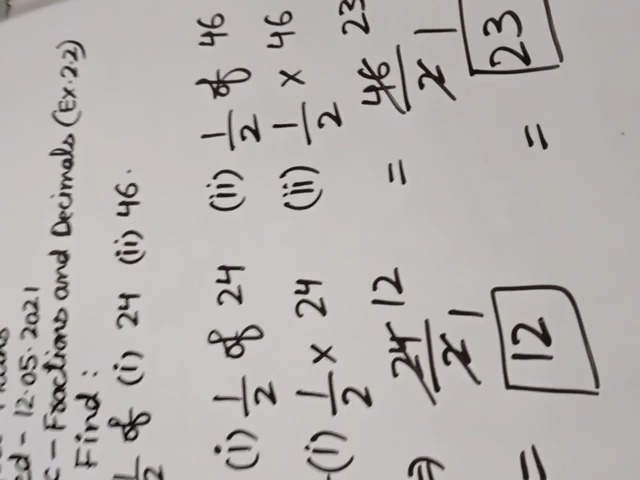 ed - 12.05.2021
c - Fractions and Decimals (Ex.2.2)
Find :
1/2 of (i) 24 (ii) 46.
(i) 1/2 of 24 (ii) 1/2 of 46
(i) 1/2 × 24 (ii) 1/2 × 46
⇒ 24/2 12 1 = 46/2 23 1
= 12 = 23